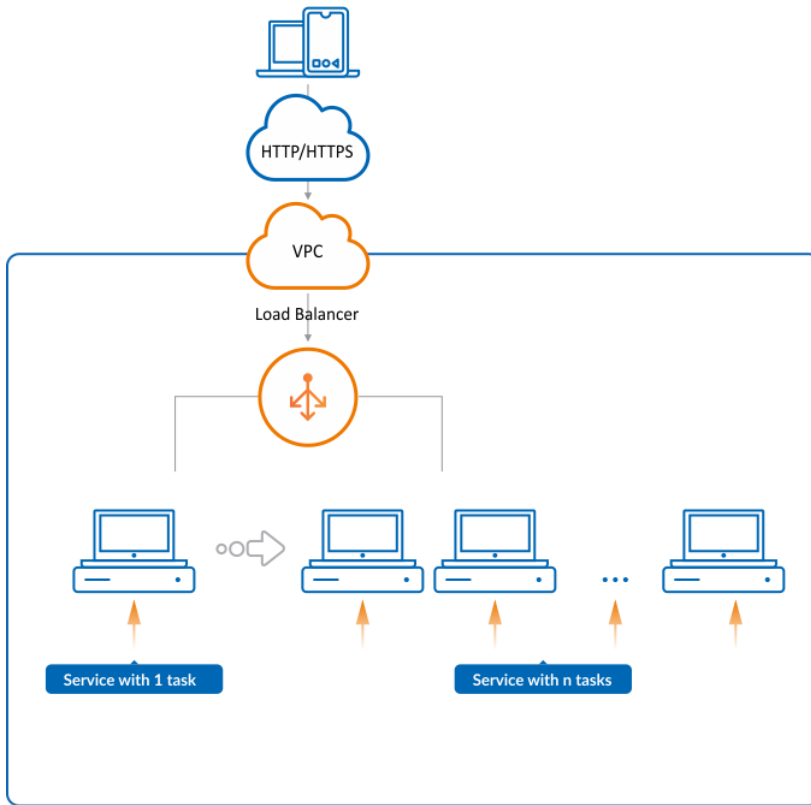 HTTP/HTTPS
VPC
Load Balancer
Service with 1 task
Service with n tasks